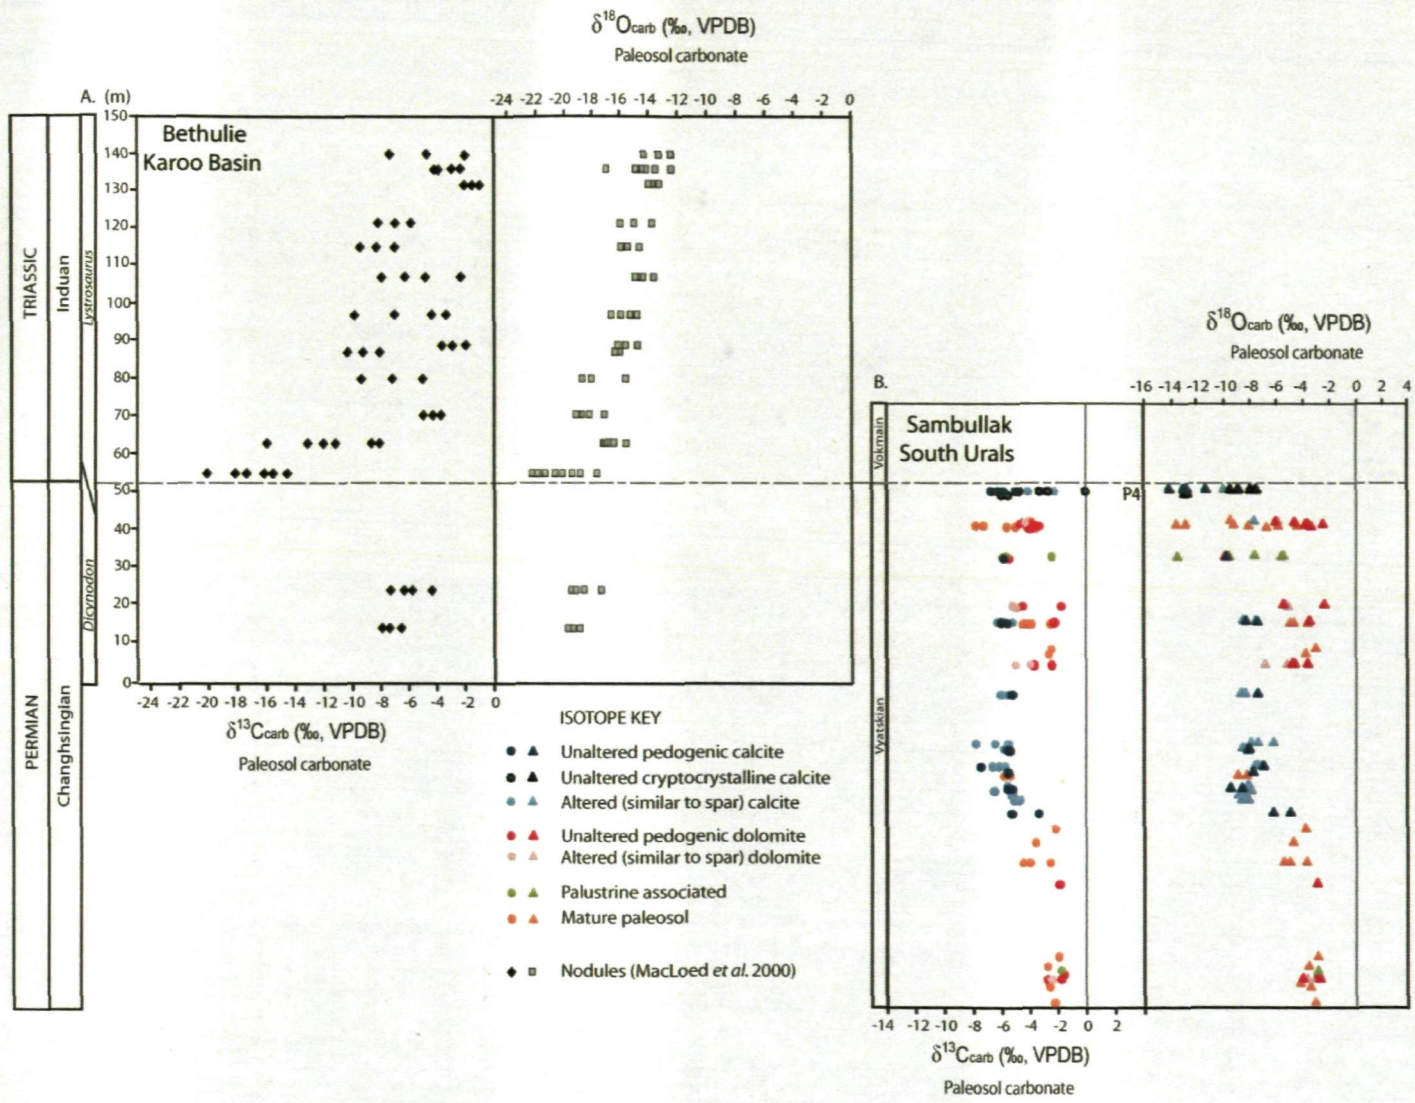 δ18Ocarb (‰, VPDB)
Paleosol carbonate
A. (m)
-24 -22 -20 -18 -16 -14 -12 -10 -8 -6 -4 -2 0
Bethulie
Karoo Basin
150
140
130
120
110
100
90
80
70
60
50
40
30
20
10
0
TRIASSIC
Induan
Lystrosaurus
PERMIAN
Changhsingian
Dicynodon
-24 -22 -20 -18 -16 -14 -12 -10 -8 -6 -4 -2 0
δ13Ccarb (‰, VPDB)
Paleosol carbonate
ISOTOPE KEY
Unaltered pedogenic calcite
Unaltered cryptocrystalline calcite
Altered (similar to spar) calcite
Unaltered pedogenic dolomite
Altered (similar to spar) dolomite
Palustrine associated
Mature paleosol
Nodules (MacLoed et al. 2000)
δ18Ocarb (‰, VPDB)
Paleosol carbonate
B.
-16 -14 -12 -10 -8 -6 -4 -2 0 2 4
Sambullak
South Urals
Vokmain
Vyatskian
P4
-14 -12 -10 -8 -6 -4 -2 0 2
δ13Ccarb (‰, VPDB)
Paleosol carbonate